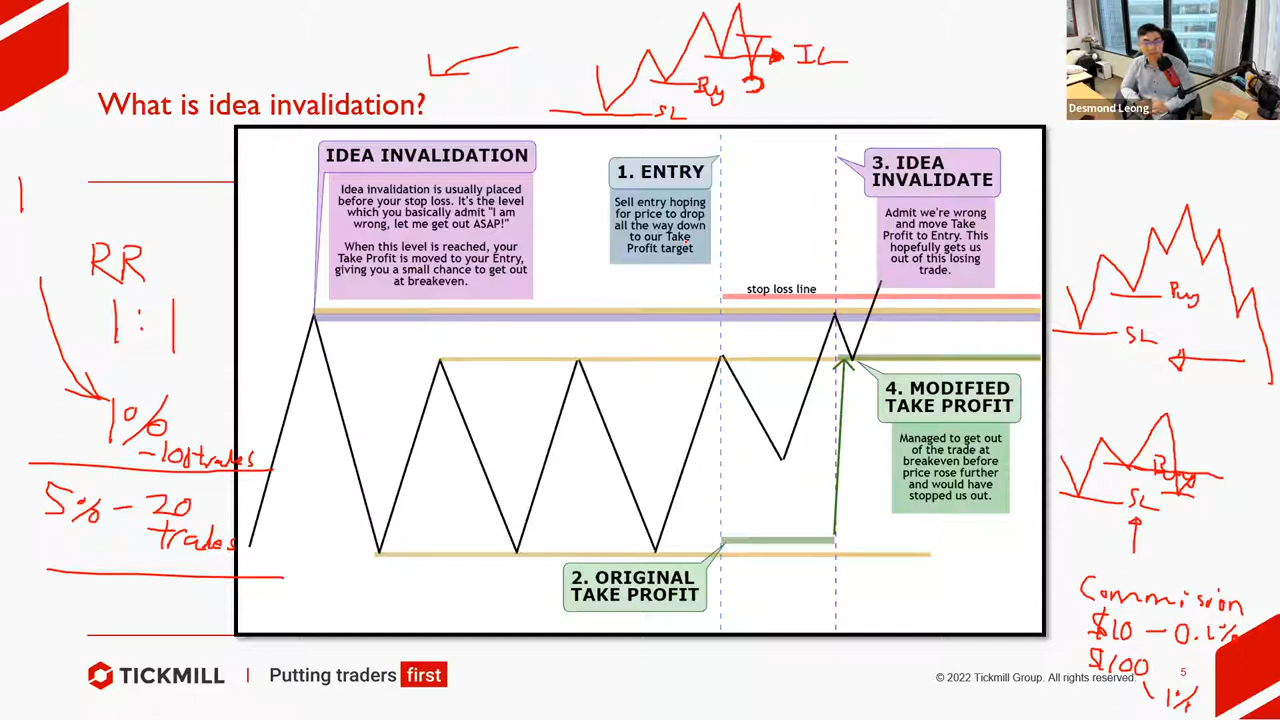 What is idea invalidation?
IL
Buy
SL
Desmond Leong
IDEA INVALIDATION
Idea invalidation is usually placed
before your stop loss. It's the level
which you basically admit "I am
wrong, let me get out ASAP!"
When this level is reached, your
Take Profit is moved to your Entry,
giving you a small chance to get out
at breakeven.
1. ENTRY
Sell entry hoping
for price to drop
all the way down
to our Take
Profit target
3. IDEA
INVALIDATE
Admit we're wrong
and move Take
Profit to Entry. This
hopefully gets us
out of this losing
trade.
stop loss line
4. MODIFIED
TAKE PROFIT
Managed to get out
of the trade at
breakeven before
price rose further
and would have
stopped us out.
2. ORIGINAL
TAKE PROFIT
RR
1:1
1%
-10 trades
5% - 20
trades
Buy
SL
Buy
SL
Commission
$10 - 0.1%
$100
- 1%
TICKMILL
Putting traders first
© 2022 Tickmill Group. All rights reserved.
5